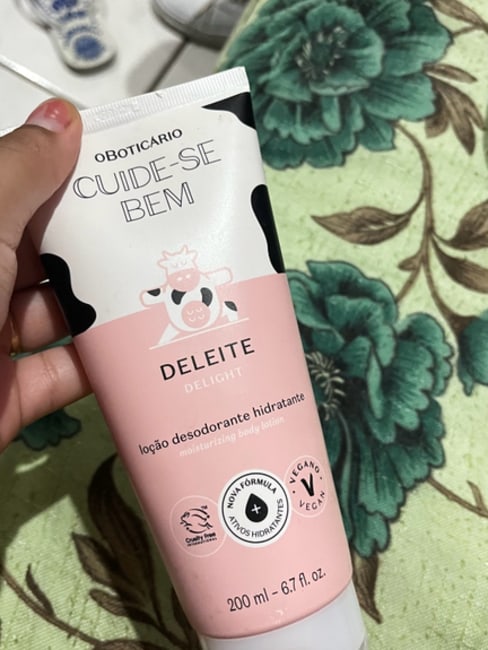 OBOTICÁRIO
CUIDE-SE
BEM
DELEITE
DELIGHT
loção desodorante hidratante
moisturizing body lotion
Cruelty free
INTERNATIONAL
NOVA FÓRMULA
ATIVOS HIDRATANTES
VEGANO
V
VEGAN
200 ml - 6.7 fl. oz.